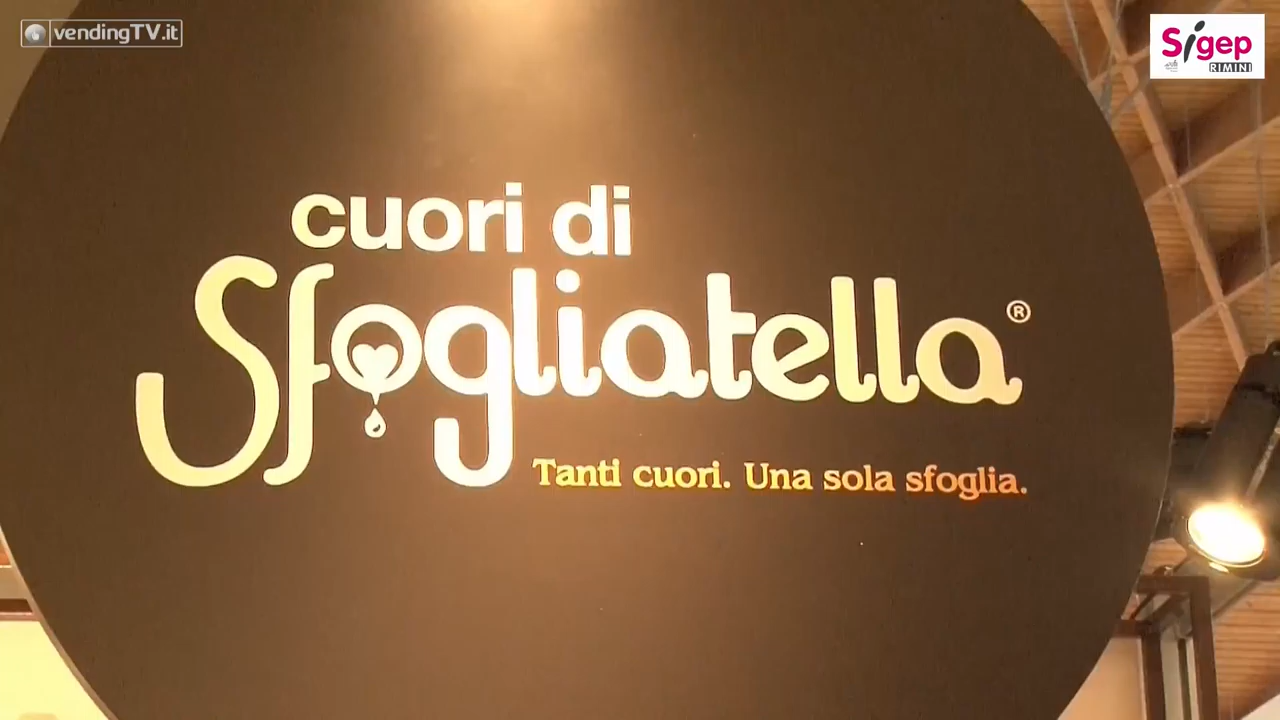 vendingTV.it
Sigep
RIMINI
cuori di
Sfogliatella®
Tanti cuori. Una sola sfoglia.